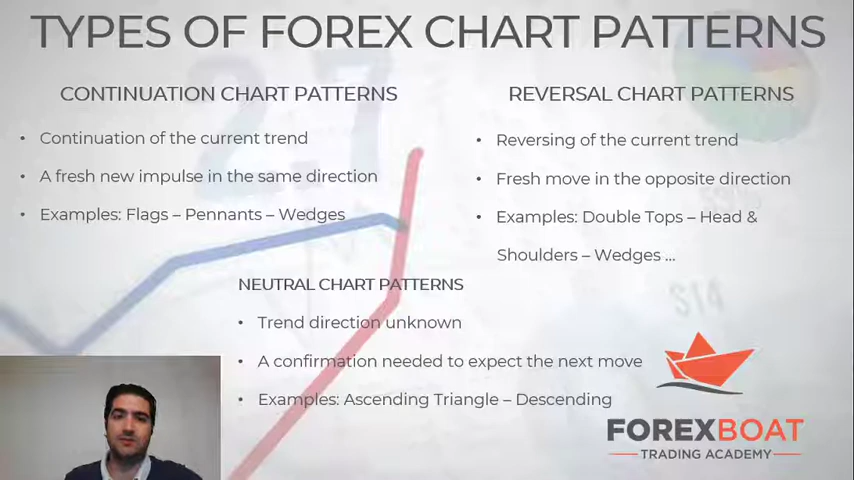 TYPES OF FOREX CHART PATTERNS
CONTINUATION CHART PATTERNS
• Continuation of the current trend
• A fresh new impulse in the same direction
• Examples: Flags – Pennants – Wedges
REVERSAL CHART PATTERNS
• Reversing of the current trend
• Fresh move in the opposite direction
• Examples: Double Tops – Head &
Shoulders – Wedges ...
NEUTRAL CHART PATTERNS
• Trend direction unknown
• A confirmation needed to expect the next move
• Examples: Ascending Triangle – Descending
FOREXBOAT
TRADING ACADEMY
2.7
$14